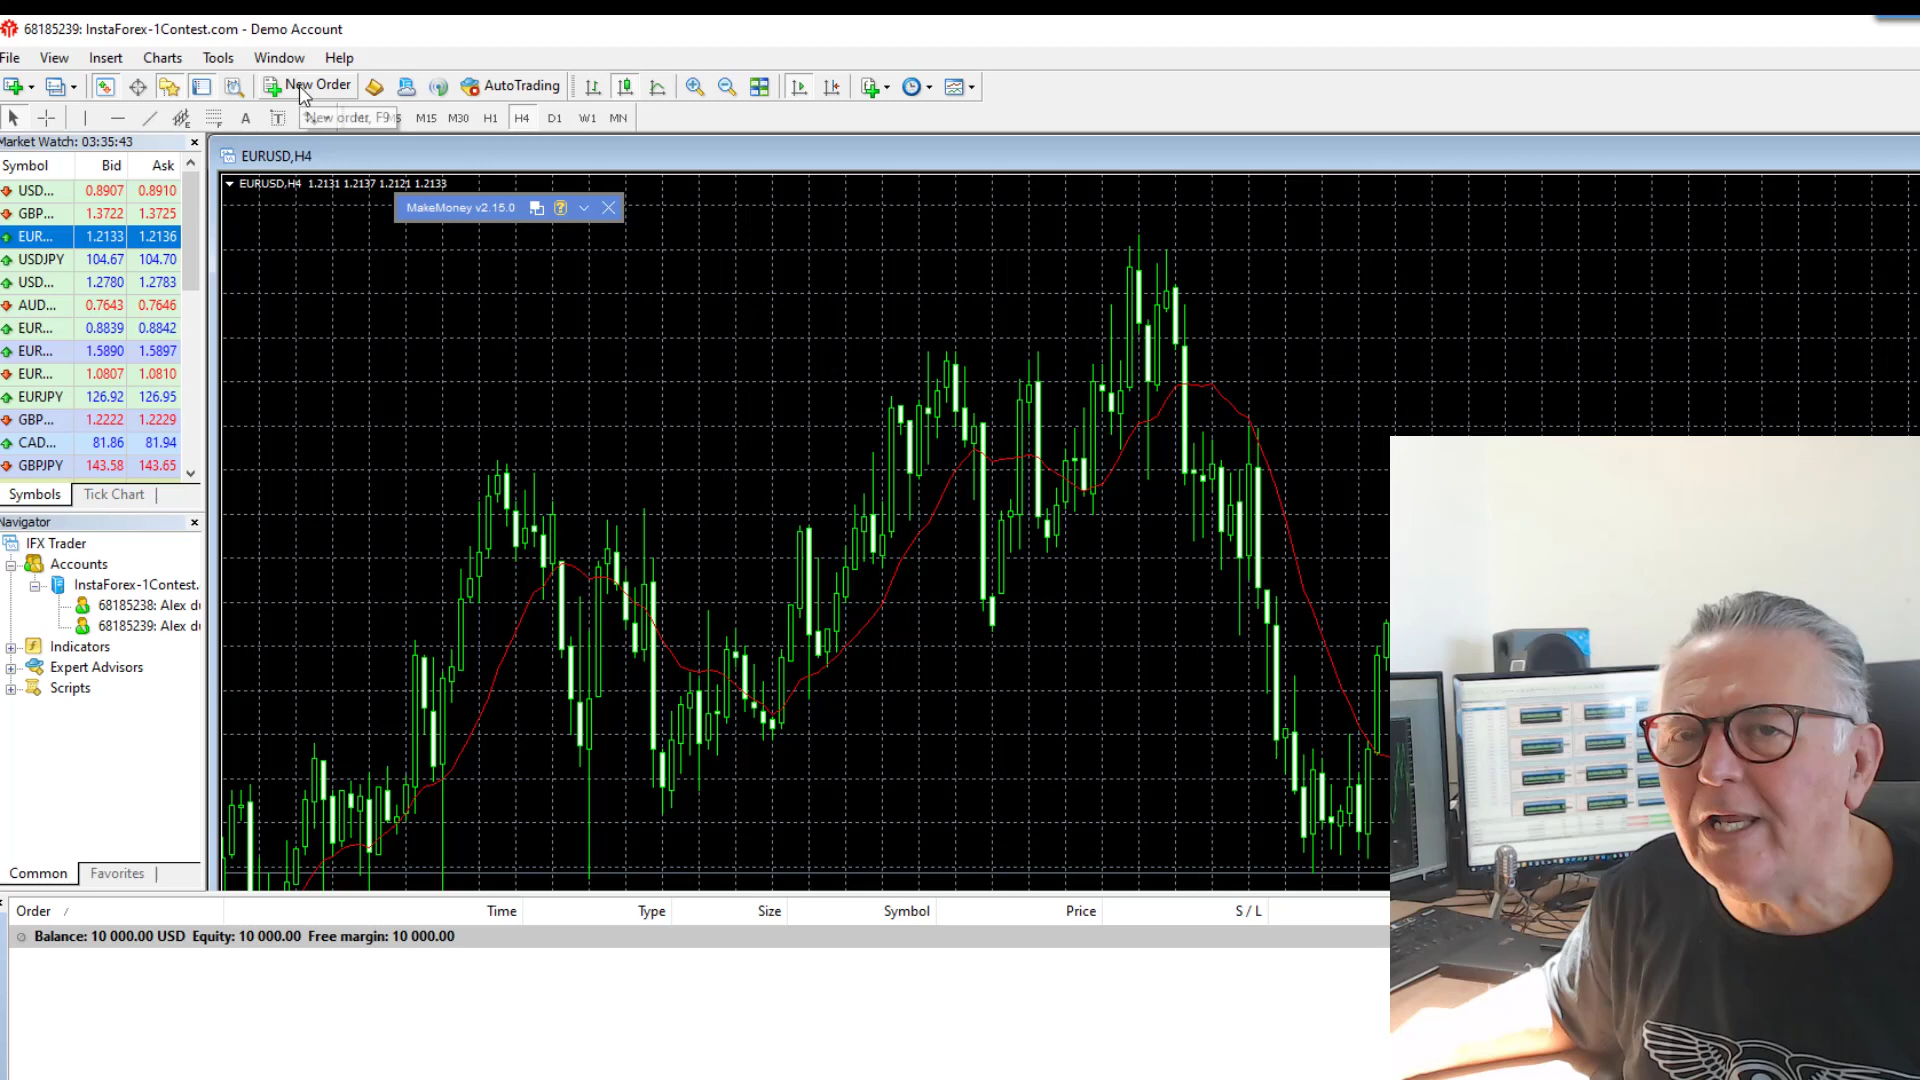 68185239: InstaForex-1Contest.com - Demo Account
File View Insert Charts Tools Window Help
New Order AutoTrading
A T New order, F9 M15 M30 H1 H4 D1 W1 MN
Market Watch: 03:35:43
Symbol Bid Ask
USD... 0.8907 0.8910
GBP... 1.3722 1.3725
EUR... 1.2133 1.2136
USDJPY 104.67 104.70
USD... 1.2780 1.2783
AUD... 0.7643 0.7646
EUR... 0.8839 0.8842
EUR... 1.5890 1.5897
EUR... 1.0807 1.0810
EURJPY 126.92 126.95
GBP... 1.2222 1.2229
CAD... 81.86 81.94
GBPJPY 143.58 143.65
Symbols Tick Chart
Navigator
IFX Trader
Accounts
InstaForex-1Contest.
68185238: Alex du
68185239: Alex du
Indicators
Expert Advisors
Scripts
Common Favorites
EURUSD,H4
EURUSD,H4 1.2131 1.2137 1.2121 1.2133
MakeMoney v2.15.0
Order / Time Type Size Symbol Price S / L
Balance: 10 000.00 USD Equity: 10 000.00 Free margin: 10 000.00